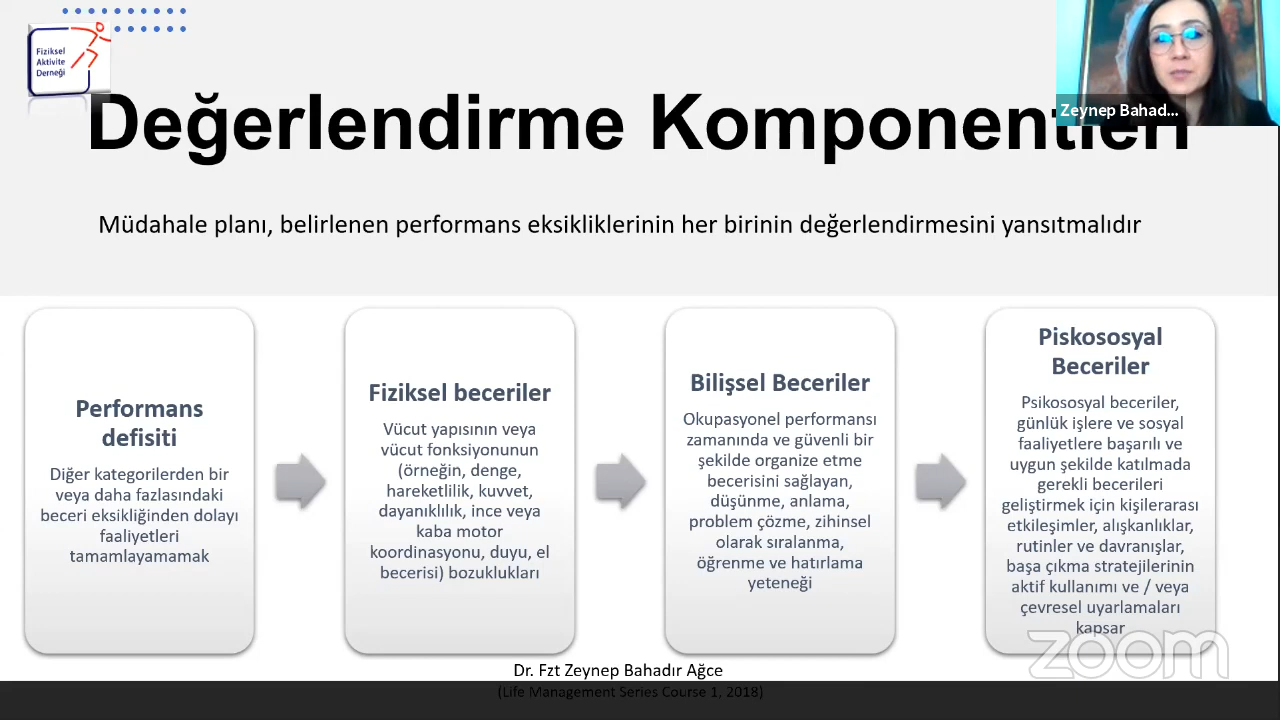 Fiziksel
Aktivite
Derneği
Zeynep Bahad...
Değerlendirme Komponentleri
Müdahale planı, belirlenen performans eksikliklerinin her birinin değerlendirmesini yansıtmalıdır
Performans
defisiti
Diğer kategorilerden bir
veya daha fazlasındaki
beceri eksikliğinden dolayı
faaliyetleri
tamamlayamamak
Fiziksel beceriler
Vücut yapısının veya
vücut fonksiyonunun
(örneğin, denge,
hareketlilik, kuvvet,
dayanıklılık, ince veya
kaba motor
koordinasyonu, duyu, el
becerisi) bozuklukları
Bilişsel Beceriler
Okupasyonel performansı
zamanında ve güvenli bir
şekilde organize etme
becerisini sağlayan,
düşünme, anlama,
problem çözme, zihinsel
olarak sıralanma,
öğrenme ve hatırlama
yeteneği
Piskososyal
Beceriler
Psikososyal beceriler,
günlük işlere ve sosyal
faaliyetlere başarılı ve
uygun şekilde katılmada
gerekli becerileri
geliştirmek için kişilerarası
etkileşimler, alışkanlıklar,
rutinler ve davranışlar,
başa çıkma stratejilerinin
aktif kullanımı ve / veya
çevresel uyarlamaları
kapsar
zoom
Dr. Fzt Zeynep Bahadır Ağce
(Life Management Series Course 1, 2018)